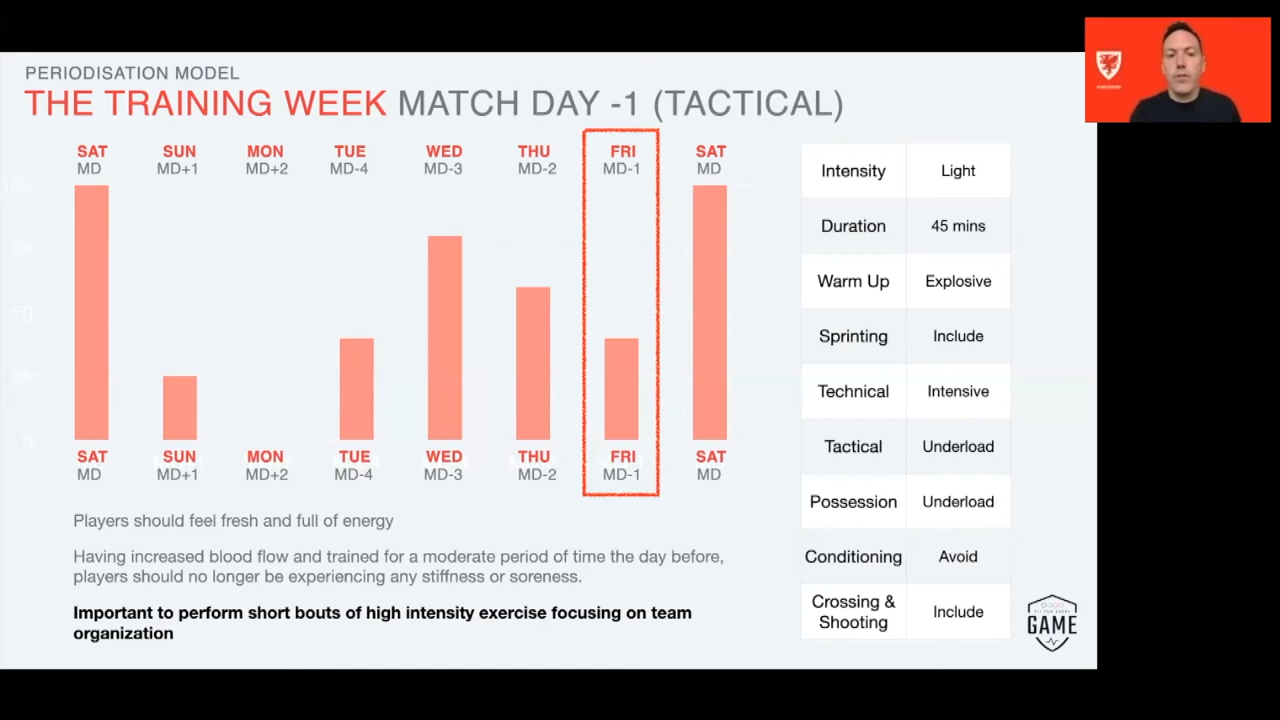 PERIODISATION MODEL
THE TRAINING WEEK MATCH DAY -1 (TACTICAL)
SAT SUN MON TUE WED THU FRI SAT
MD MD+1 MD+2 MD-4 MD-3 MD-2 MD-1 MD
50
0
SAT SUN MON TUE WED THU FRI SAT
MD MD+1 MD+2 MD-4 MD-3 MD-2 MD-1 MD
Players should feel fresh and full of energy
Having increased blood flow and trained for a moderate period of time the day before,
players should no longer be experiencing any stiffness or soreness.
Important to perform short bouts of high intensity exercise focusing on team
organization
Intensity Light
Duration 45 mins
Warm Up Explosive
Sprinting Include
Technical Intensive
Tactical Underload
Possession Underload
Conditioning Avoid
Crossing &
Shooting Include
GAME